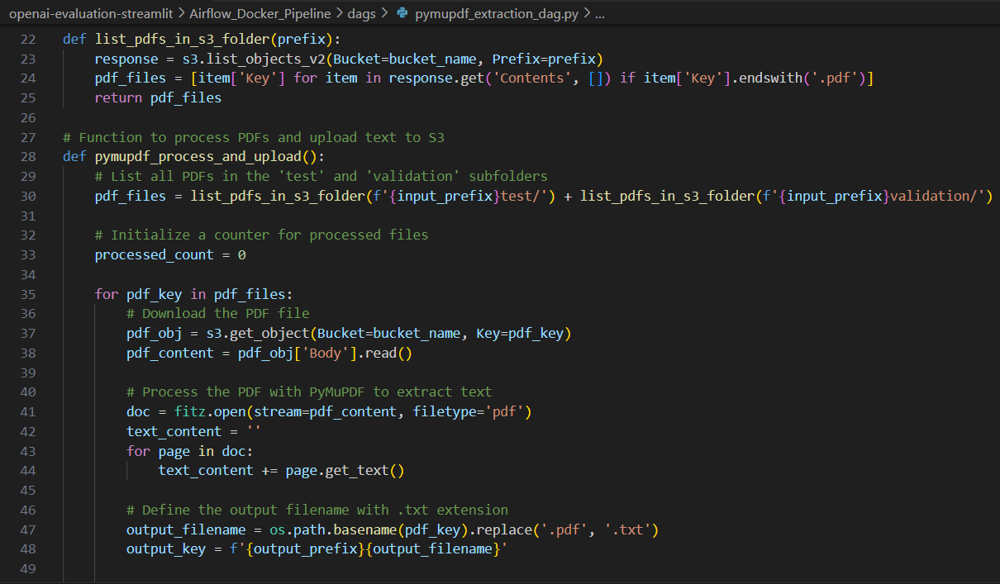 openai-evaluation-streamlit > Airflow_Docker_Pipeline > dags > pymupdf_extraction_dag.py > ...
22 def list_pdfs_in_s3_folder(prefix):
23     response = s3.list_objects_v2(Bucket=bucket_name, Prefix=prefix)
24     pdf_files = [item['Key'] for item in response.get('Contents', []) if item['Key'].endswith('.pdf')]
25     return pdf_files
26
27 # Function to process PDFs and upload text to S3
28 def pymupdf_process_and_upload():
29     # List all PDFs in the 'test' and 'validation' subfolders
30     pdf_files = list_pdfs_in_s3_folder(f'{input_prefix}test/') + list_pdfs_in_s3_folder(f'{input_prefix}validation/')
31
32     # Initialize a counter for processed files
33     processed_count = 0
34
35     for pdf_key in pdf_files:
36         # Download the PDF file
37         pdf_obj = s3.get_object(Bucket=bucket_name, Key=pdf_key)
38         pdf_content = pdf_obj['Body'].read()
39
40         # Process the PDF with PyMuPDF to extract text
41         doc = fitz.open(stream=pdf_content, filetype='pdf')
42         text_content = ''
43         for page in doc:
44             text_content += page.get_text()
45
46         # Define the output filename with .txt extension
47         output_filename = os.path.basename(pdf_key).replace('.pdf', '.txt')
48         output_key = f'{output_prefix}{output_filename}'
49